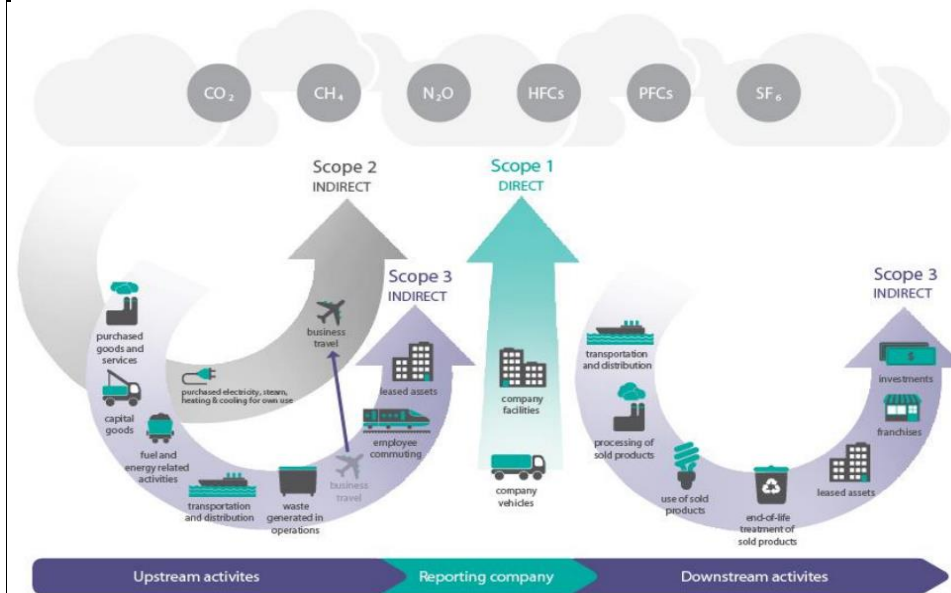 CO₂
CH₄
N₂O
HFCs
PFCs
SF₆
Scope 2
INDIRECT
Scope 1
DIRECT
Scope 3
INDIRECT
Scope 3
INDIRECT
purchased
goods and
services
capital
goods
fuel and
energy related
activities
purchased electricity, steam,
heating & cooling for own use
transportation
and distribution
waste
generated in
operations
business
travel
business
travel
employee
commuting
leased assets
company
facilities
company
vehicles
transportation
and distribution
processing of
sold products
use of sold
products
end-of-life
treatment of
sold products
leased assets
franchises
investments
$
Upstream activites
Reporting company
Downstream activites